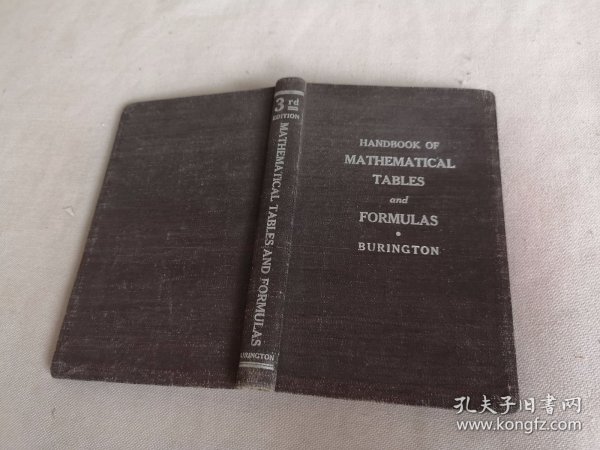 3rd
EDITION
MATHEMATICAL TABLES AND FORMULAS
BURINGTON
HANDBOOK OF
MATHEMATICAL
TABLES
and
FORMULAS
•
BURINGTON
孔夫子旧书网
www.kongfz.com